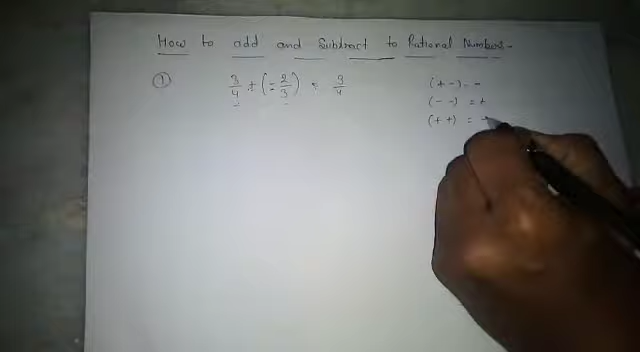 How to add and Subtract to Rational Numbers-
① 3/4 + (-2/3) = 3/4
(+ -) = -
(- -) = +
(+ +) =